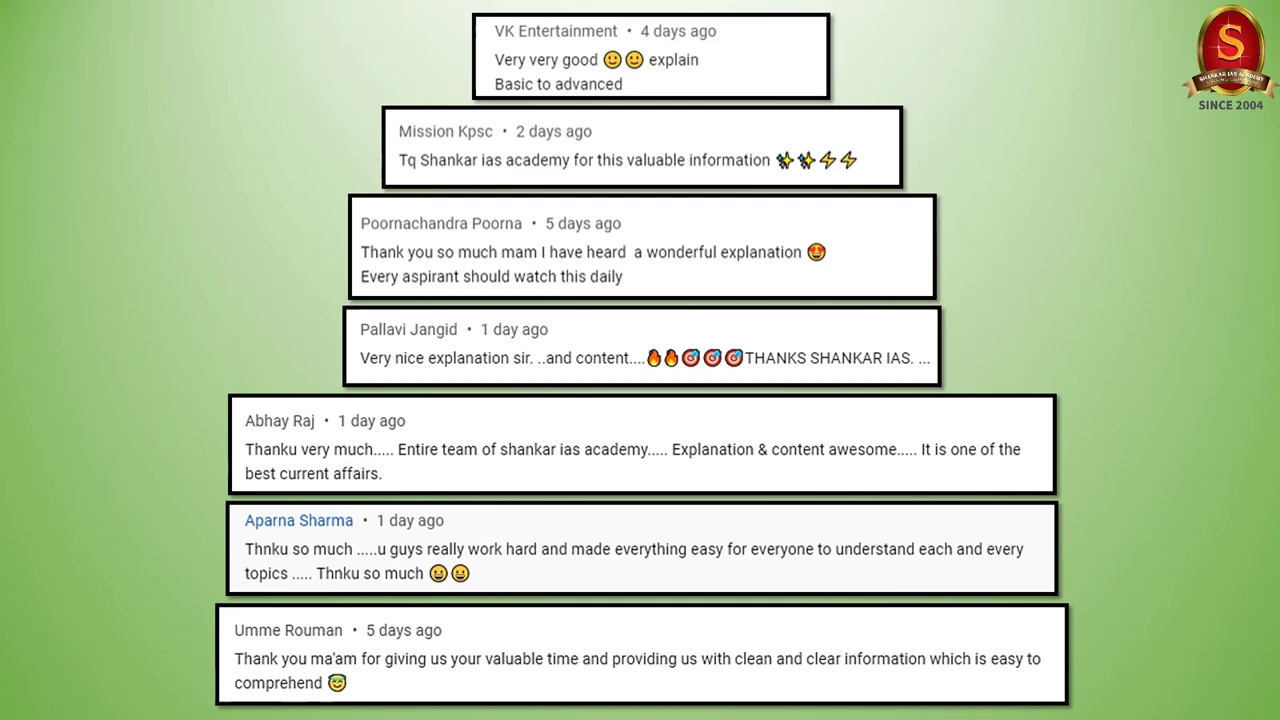 VK Entertainment • 4 days ago
Very very good 🙂🙂 explain
Basic to advanced
Mission Kpsc • 2 days ago
Tq Shankar ias academy for this valuable information ✨✨⚡⚡
Poornachandra Poorna • 5 days ago
Thank you so much mam I have heard a wonderful explanation 🤩
Every aspirant should watch this daily
Pallavi Jangid • 1 day ago
Very nice explanation sir. ..and content....🔥🔥🎯🎯🎯THANKS SHANKAR IAS. ...
Abhay Raj • 1 day ago
Thanku very much..... Entire team of shankar ias academy..... Explanation & content awesome..... It is one of the
best current affairs.
Aparna Sharma • 1 day ago
Thnku so much .....u guys really work hard and made everything easy for everyone to understand each and every
topics ..... Thnku so much 😀😀
Umme Rouman • 5 days ago
Thank you ma'am for giving us your valuable time and providing us with clean and clear information which is easy to
comprehend 😇
S
SHANKAR IAS ACADEMY
SINCE 2004